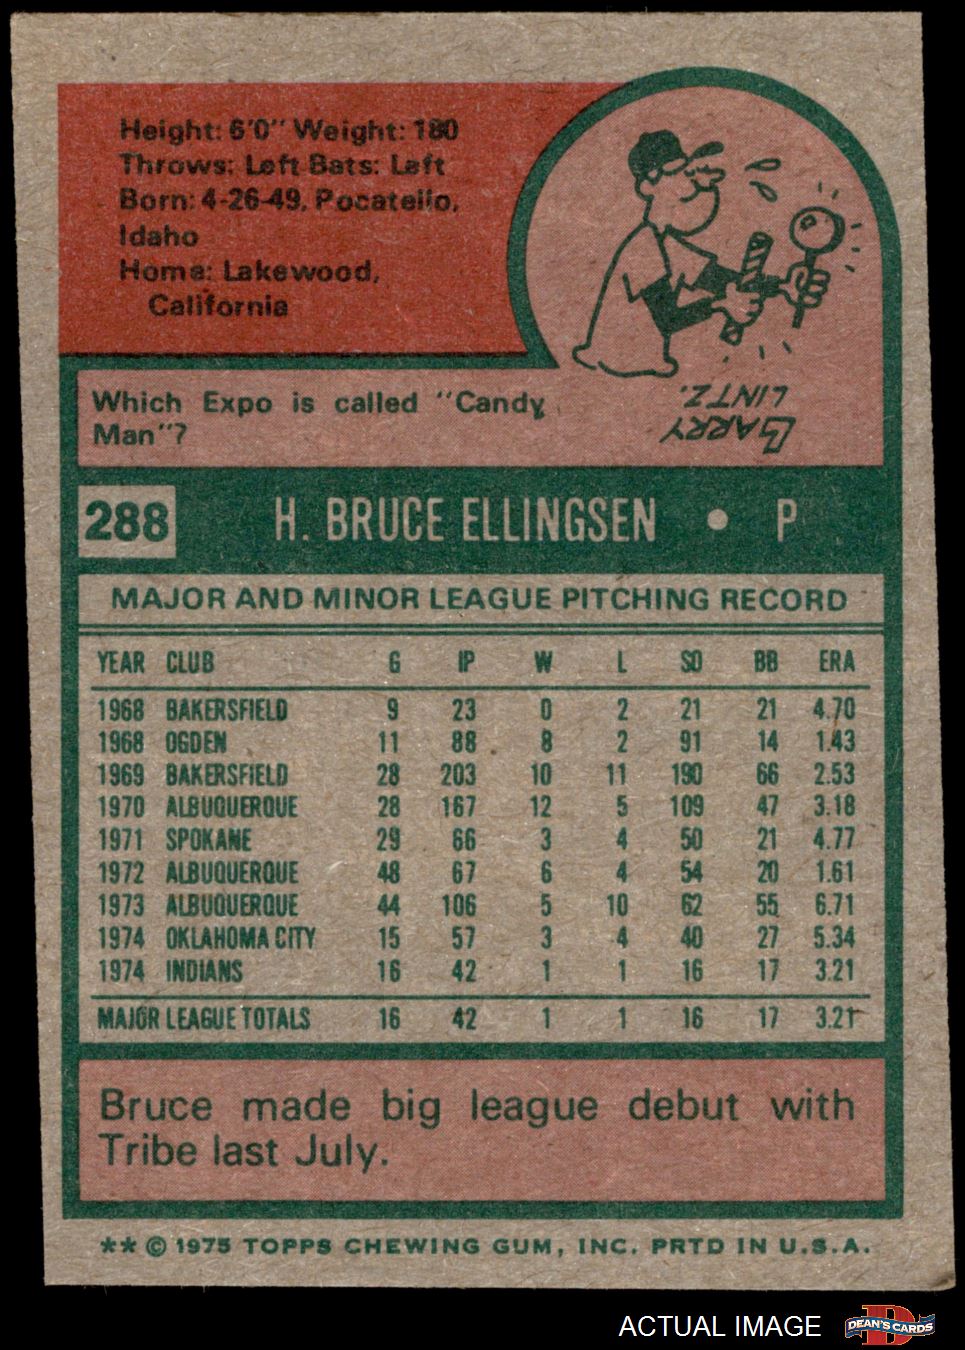 Height: 6'0" Weight: 180
Throws: Left Bats: Left
Born: 4-26-49, Pocatello,
Idaho
Home: Lakewood,
California
Which Expo is called "Candy
Man"?
BARRY
LINTZ.
288 H. BRUCE ELLINGSEN • P
MAJOR AND MINOR LEAGUE PITCHING RECORD
YEAR CLUB G IP W L SO BB ERA
1968 BAKERSFIELD 9 23 0 2 21 21 4.70
1968 OGDEN 11 88 8 2 91 14 1.43
1969 BAKERSFIELD 28 203 10 11 190 66 2.53
1970 ALBUQUERQUE 28 167 12 5 109 47 3.18
1971 SPOKANE 29 66 3 4 50 21 4.77
1972 ALBUQUERQUE 48 67 6 4 54 20 1.61
1973 ALBUQUERQUE 44 106 5 10 62 55 6.71
1974 OKLAHOMA CITY 15 57 3 4 40 27 5.34
1974 INDIANS 16 42 1 1 16 17 3.21
MAJOR LEAGUE TOTALS 16 42 1 1 16 17 3.21
Bruce made big league debut with
Tribe last July.
** © 1975 TOPPS CHEWING GUM, INC. PRTD IN U.S.A.
ACTUAL IMAGE
D
DEAN'S CARDS